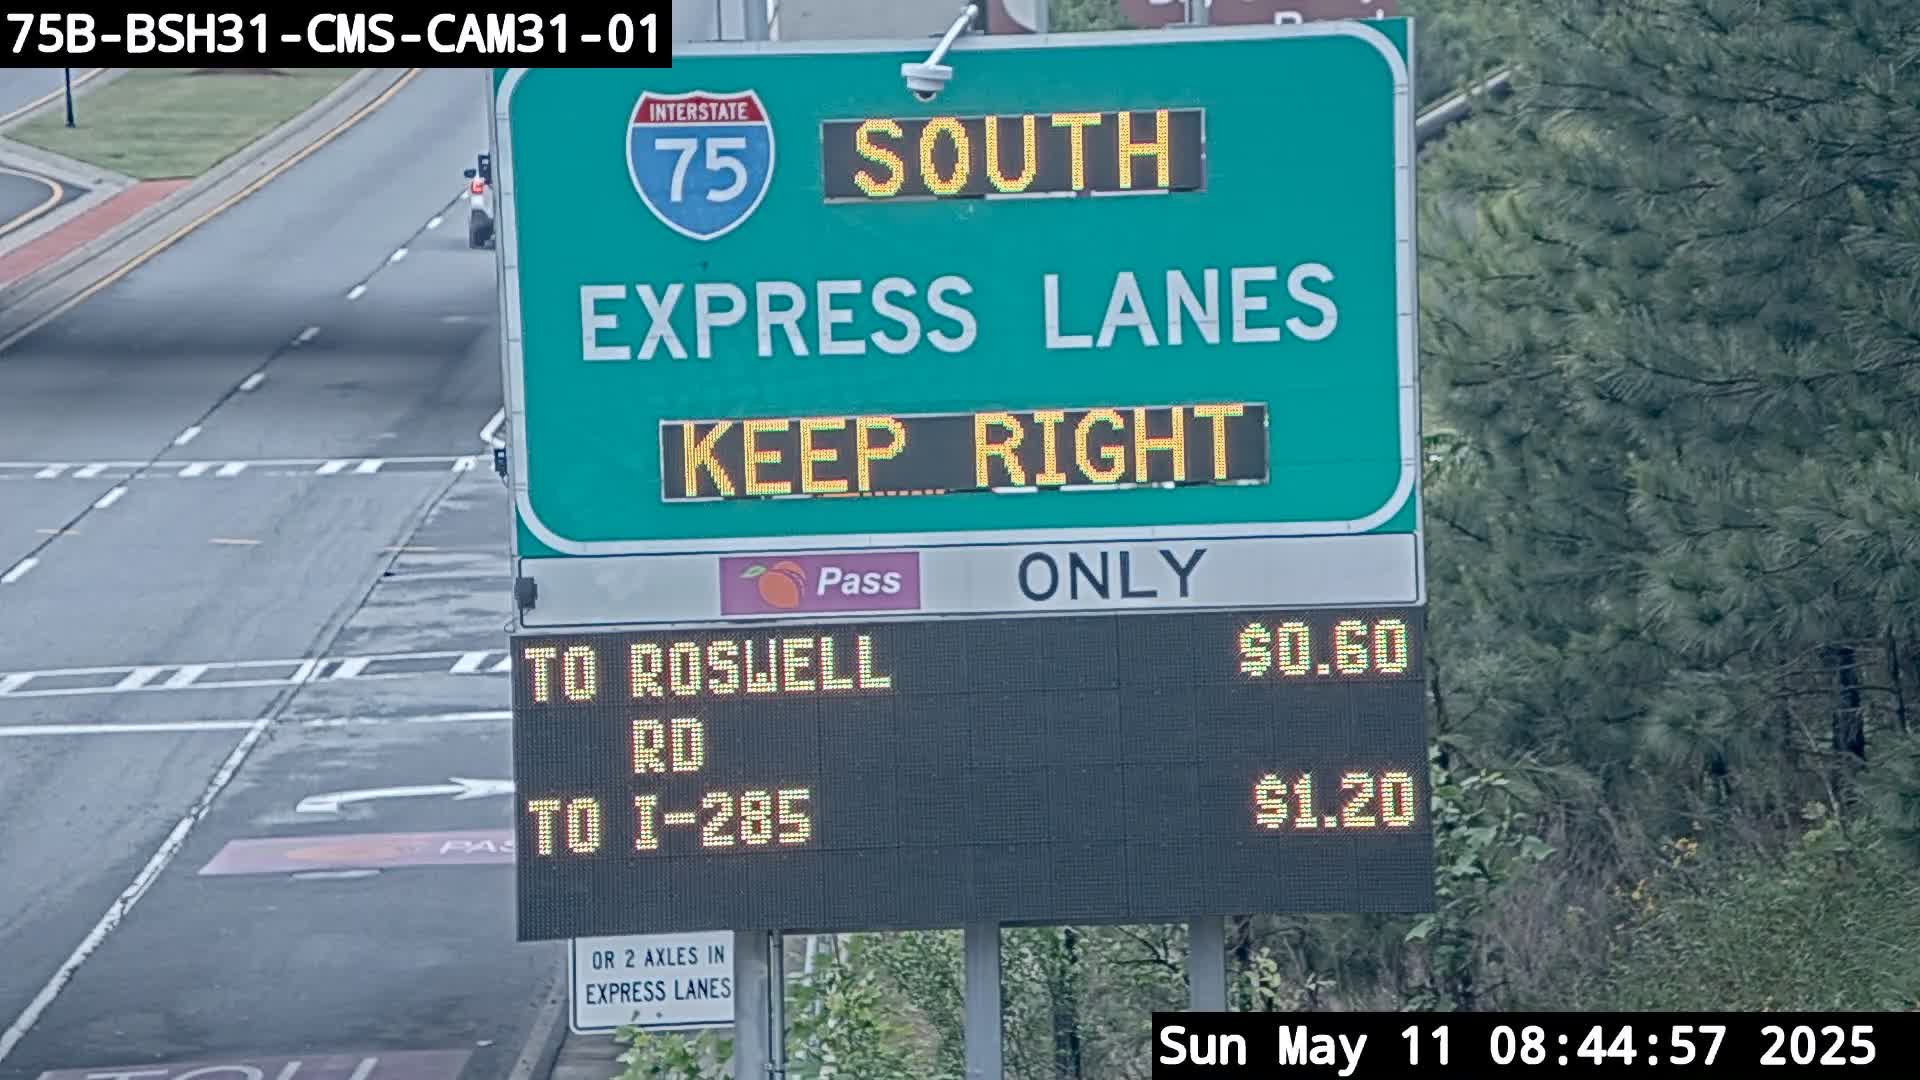 75B-BSH31-CMS-CAM31-01
INTERSTATE
75
SOUTH
EXPRESS LANES
KEEP RIGHT
Pass ONLY
TO ROSWELL $0.60
RD
TO I-285 $1.20
OR 2 AXLES IN
EXPRESS LANES
Sun May 11 08:44:57 2025